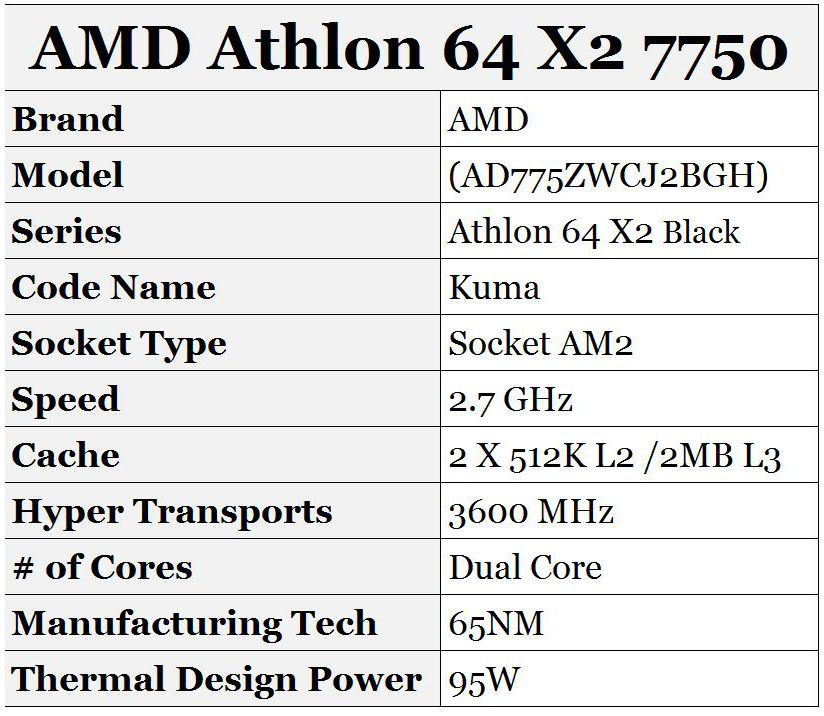 AMD Athlon 64 X2 7750
Brand AMD
Model (AD775ZWCJ2BGH)
Series Athlon 64 X2 Black
Code Name Kuma
Socket Type Socket AM2
Speed 2.7 GHz
Cache 2 X 512K L2 /2MB L3
Hyper Transports 3600 MHz
# of Cores Dual Core
Manufacturing Tech 65NM
Thermal Design Power 95W